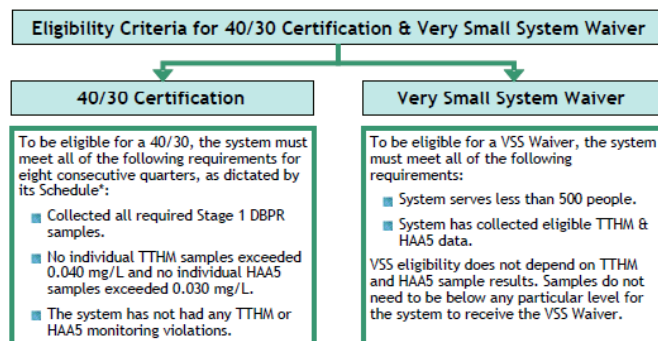 Eligibility Criteria for 40/30 Certification & Very Small System Waiver
40/30 Certification
To be eligible for a 40/30, the system must
meet all of the following requirements for
eight consecutive quarters, as dictated by
its Schedule*:
Collected all required Stage 1 DBPR
samples.
No individual TTHM samples exceeded
0.040 mg/L and no individual HAA5
samples exceeded 0.030 mg/L.
The system has not had any TTHM or
HAA5 monitoring violations.
Very Small System Waiver
To be eligible for a VSS Waiver, the system
must meet all of the following
requirements:
System serves less than 500 people.
System has collected eligible TTHM &
HAA5 data.
VSS eligibility does not depend on TTHM
and HAA5 sample results. Samples do not
need to be below any particular level for
the system to receive the VSS Waiver.